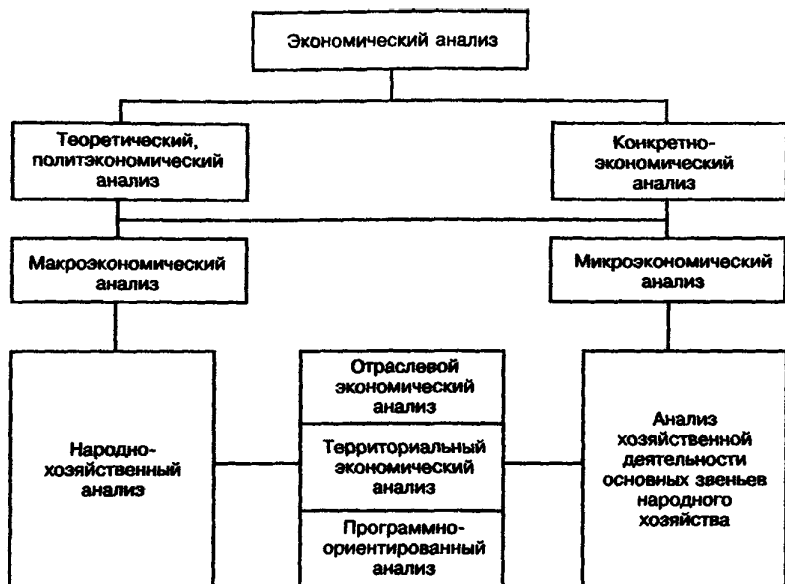 Экономический анализ
Теоретический,
политэкономический
анализ
Конкретно-
экономический
анализ
Макроэкономический
анализ
Микроэкономический
анализ
Народно-
хозяйственный
анализ
Отраслевой
экономический
анализ
Территориальный
экономический
анализ
Программно-
ориентированный
анализ
Анализ
хозяйственной
деятельности
основных звеньев
народного
хозяйства